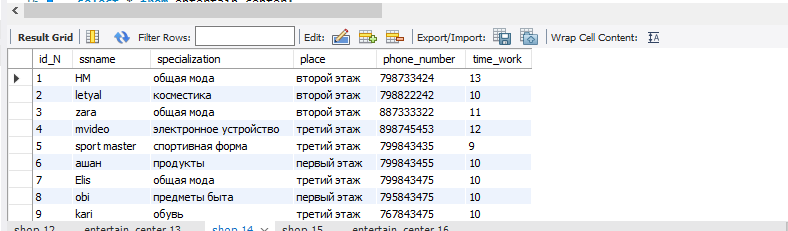 select * from entertain_center;
Result Grid Filter Rows: Edit: Export/Import: Wrap Cell Content:
id_N ssname specialization place phone_number time_work
1 HM общая мода второй этаж 798733424 13
2 letyal косместика второй этаж 798822242 10
3 zara общая мода второй этаж 887333322 11
4 mvideo электронное устройство третий этаж 898745453 12
5 sport master спортивная форма третий этаж 799843435 9
6 ашан продукты первый этаж 799843455 10
7 Elis общая мода третий этаж 799843475 10
8 obi предметы быта первый этаж 795843475 10
9 kari обувь третий этаж 767843475 10
shop 12 entertain_center 13 shop 14 shop 15 entertain_center 16